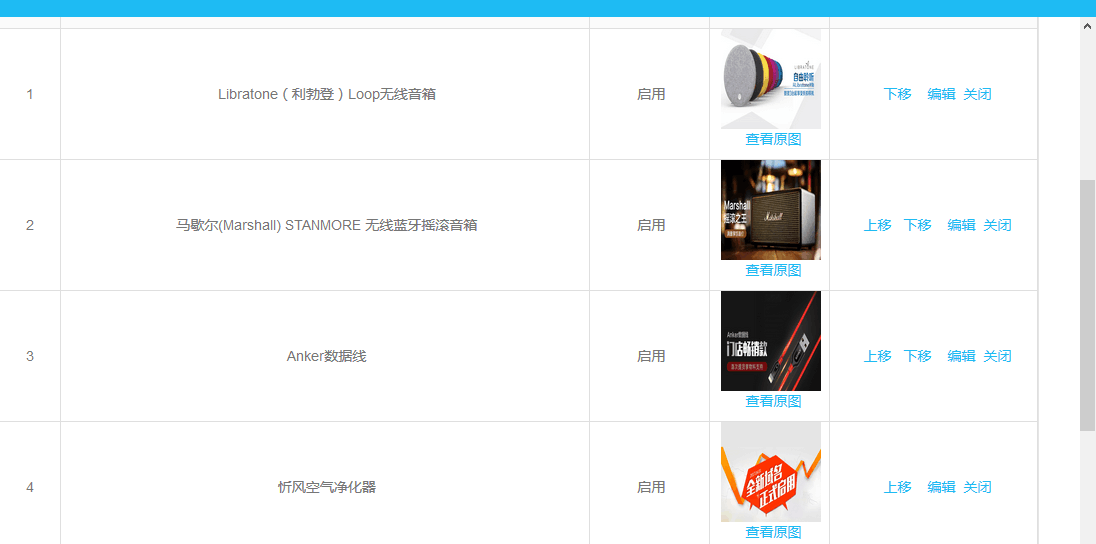 1
Libratone（利勃登）Loop无线音箱
启用
LIBRATONE
自由聆听
查看原图
下移 编辑 关闭
2
马歇尔(Marshall) STANMORE 无线蓝牙摇滚音箱
启用
Marshall
摇滚之王
Marshall
查看原图
上移 下移 编辑 关闭
3
Anker数据线
启用
Anker数据线
门店畅销款
查看原图
上移 下移 编辑 关闭
4
忻风空气净化器
启用
全新域名
正式启用
查看原图
上移 编辑 关闭